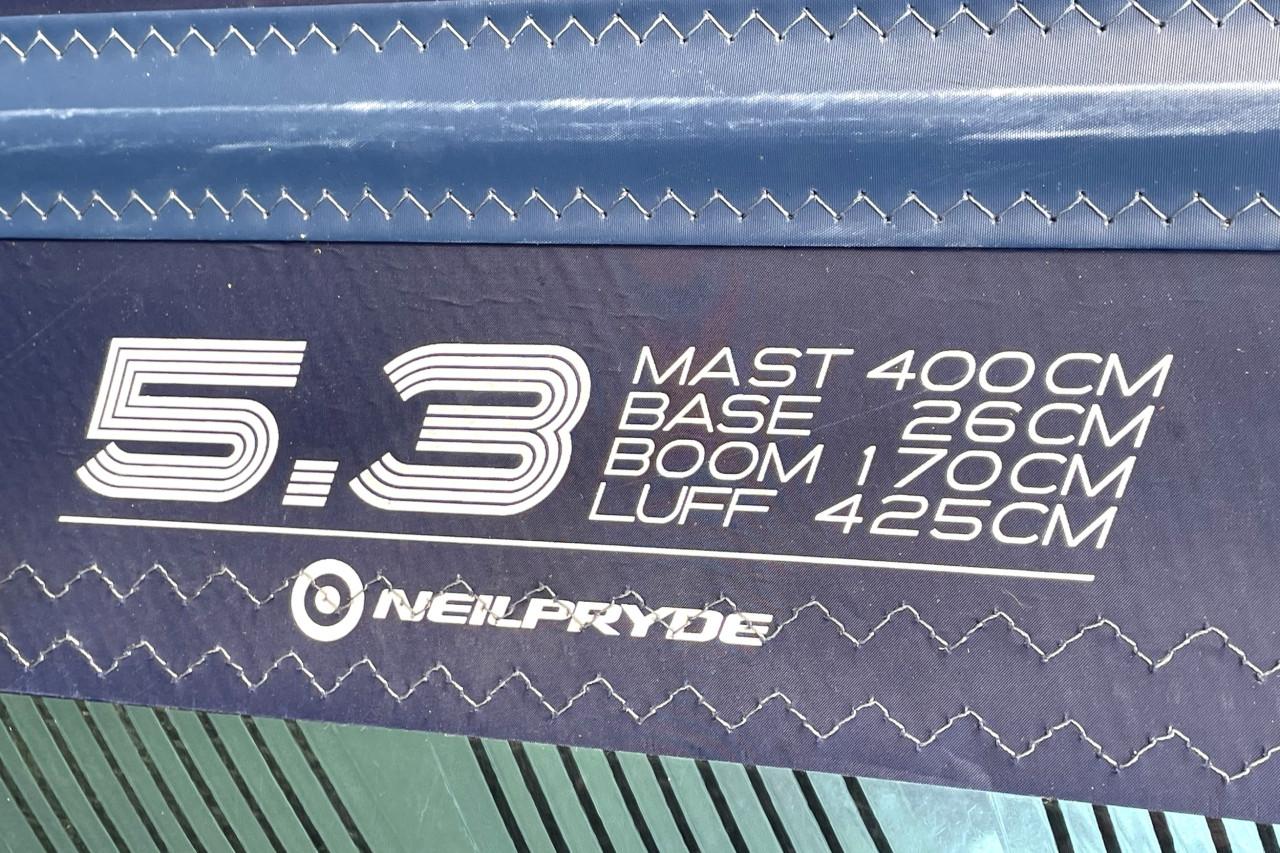 5.3
MAST 400CM
BASE 26CM
BOOM 170CM
LUFF 425CM
NEILPRYDE